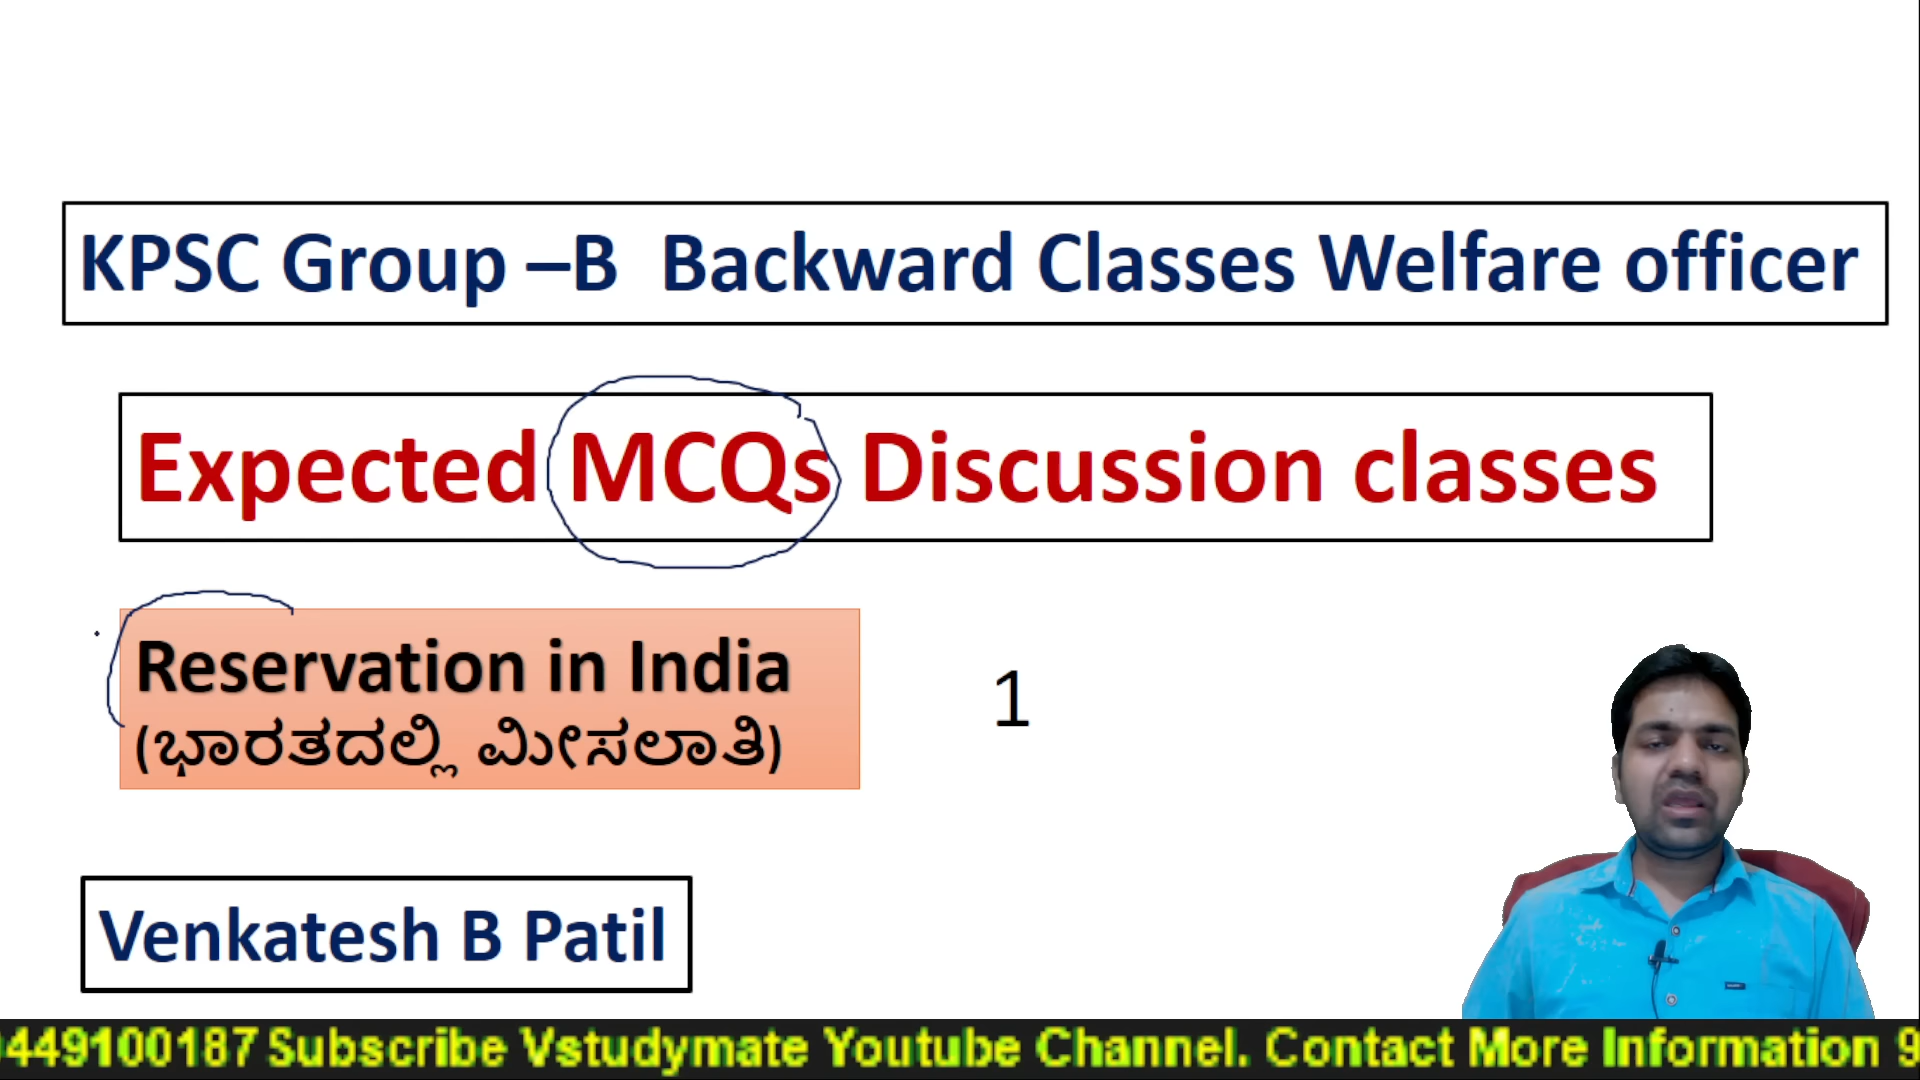 KPSC Group –B Backward Classes Welfare officer
Expected MCQs Discussion classes
Reservation in India
(ಭಾರತದಲ್ಲಿ ಮೀಸಲಾತಿ)
1
Venkatesh B Patil
9449100187 Subscribe Vstudymate Youtube Channel. Contact More Information 9